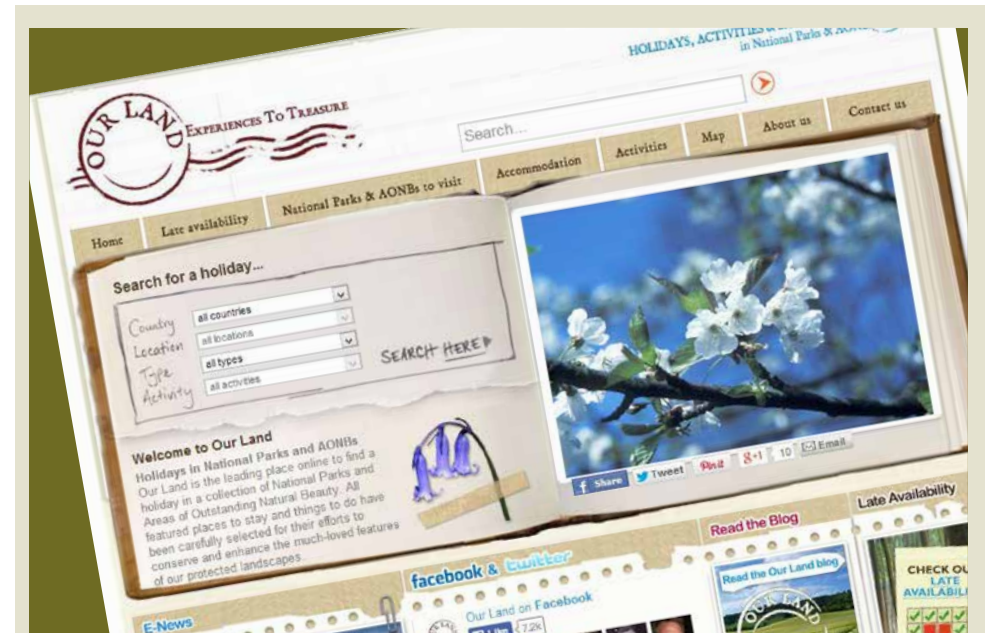 HOLIDAYS, ACTIVITIES &
in National Parks & AONBs
OUR LAND
EXPERIENCES TO TREASURE
Search...
Home
Late availability
National Parks & AONBs to visit
Accommodation
Activities
Map
About us
Contact us
Search for a holiday...
Country
all countries
Location
all locations
Type
all types
Activity
all activities
SEARCH HERE
Welcome to Our Land
Holidays in National Parks and AONBs
Our Land is the leading place online to find a
holiday in a collection of National Parks and
Areas of Outstanding Natural Beauty. All
featured places to stay and things to do have
been carefully selected for their efforts to
conserve and enhance the much-loved features
of our protected landscapes..
f Share
Tweet
Pinit
g+1
10
Email
E-News
facebook & twitter
Read the Blog
Late Availability
Our Land on Facebook
Like
7.2k
Read the Our Land blog
OUR LAND
CHECK OU
LATE
AVAILABILI